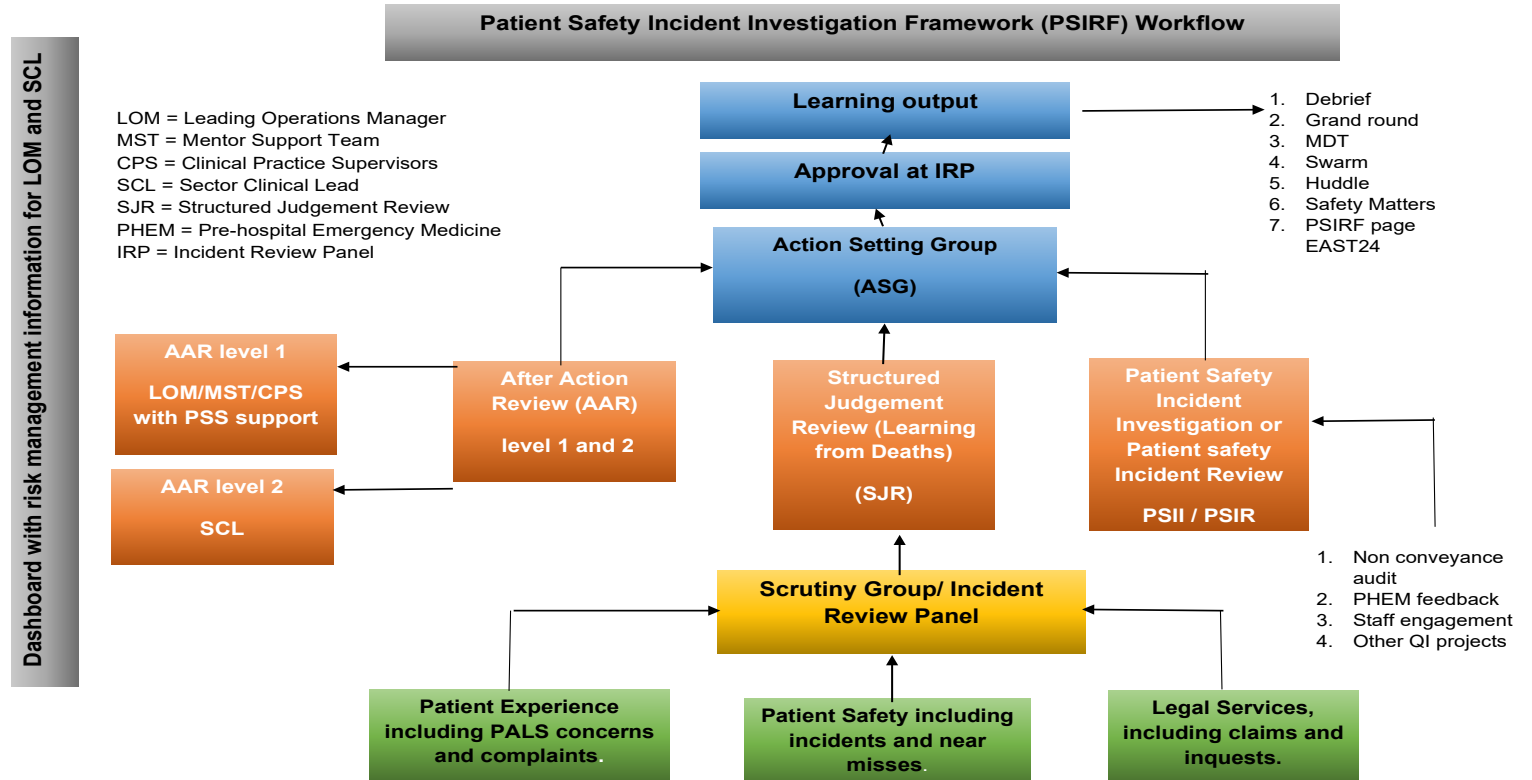 Patient Safety Incident Investigation Framework (PSIRF) Workflow
Dashboard with risk management information for LOM and SCL
LOM = Leading Operations Manager
MST = Mentor Support Team
CPS = Clinical Practice Supervisors
SCL = Sector Clinical Lead
SJR = Structured Judgement Review
PHEM = Pre-hospital Emergency Medicine
IRP = Incident Review Panel
Learning output
1. Debrief
2. Grand round
3. MDT
4. Swarm
5. Huddle
6. Safety Matters
7. PSIRF page
EAST24
Approval at IRP
Action Setting Group
(ASG)
AAR level 1
LOM/MST/CPS
with PSS support
AAR level 2
SCL
After Action
Review (AAR)
level 1 and 2
Structured
Judgement
Review (Learning
from Deaths)
(SJR)
Patient Safety
Incident
Investigation or
Patient safety
Incident Review
PSII / PSIR
1. Non conveyance
audit
2. PHEM feedback
3. Staff engagement
4. Other QI projects
Scrutiny Group/ Incident
Review Panel
Patient Experience
including PALS concerns
and complaints.
Patient Safety including
incidents and near
misses.
Legal Services,
including claims and
inquests.